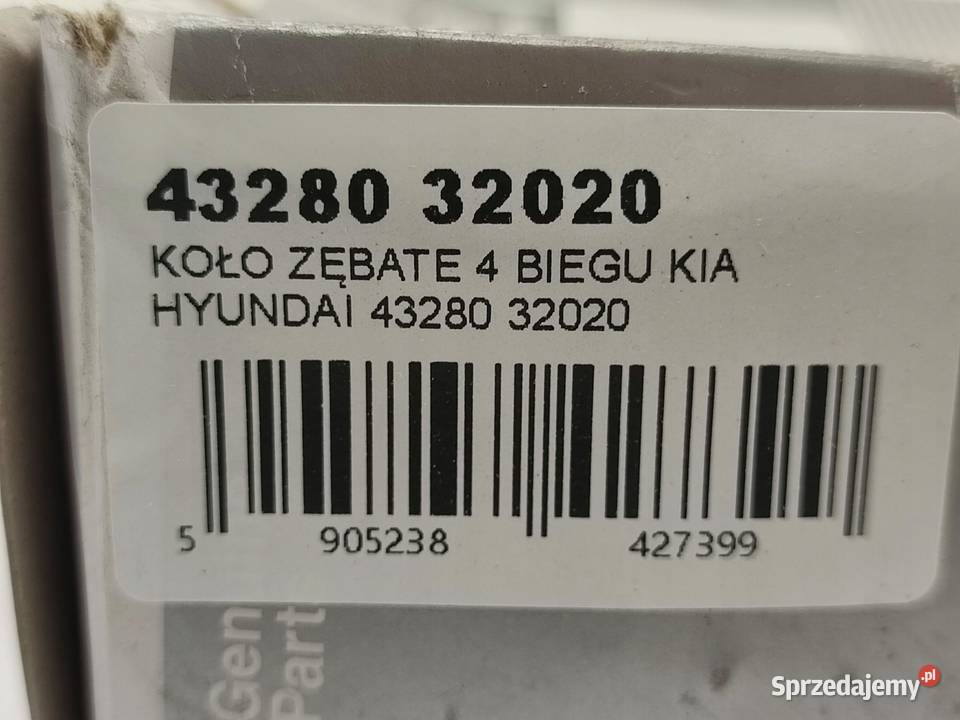 43280 32020
KOŁO ZĘBATE 4 BIEGU KIA
HYUNDAI 43280 32020
5 905238 427399
Gen
Part
Sprzedajemy.pl